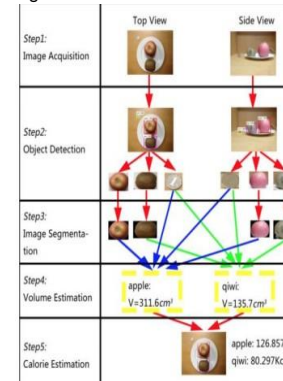 Top View Side View
Step1:
Image Acquisition
Step2:
Object Detection
Step3:
Image Segmenta-
tion
Step4:
Volume Estimation
apple:
V=311.6cm³
qiwi:
V=135.7cm³
Step5:
Calorie Estimation
apple: 126.857
qiwi: 80.297Kc